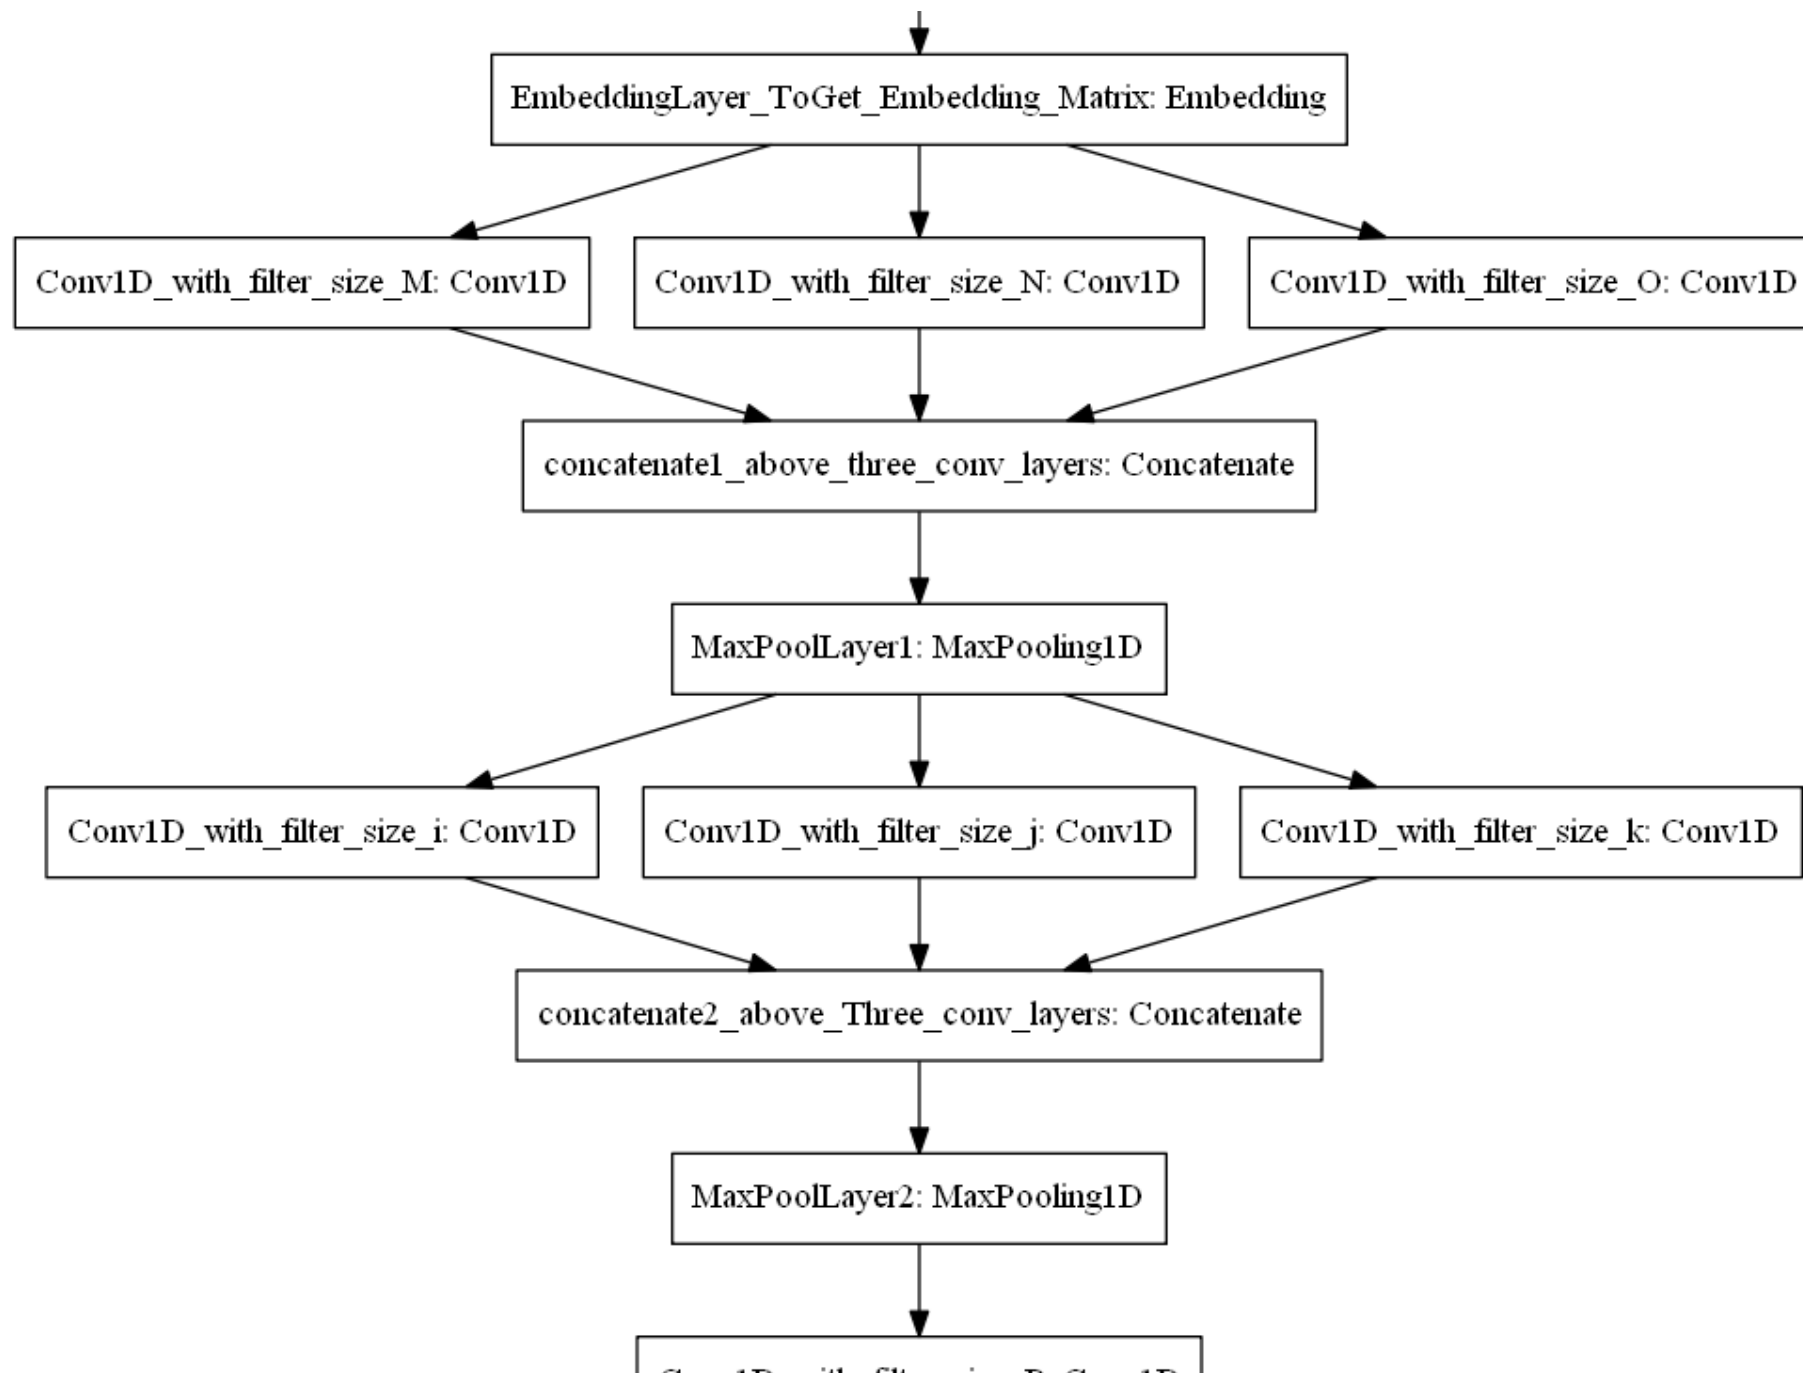 EmbeddingLayer_ToGet_Embedding_Matrix: Embedding
Conv1D_with_filter_size_M: Conv1D
Conv1D_with_filter_size_N: Conv1D
Conv1D_with_filter_size_O: Conv1D
concatenate1_above_three_conv_layers: Concatenate
MaxPoolLayer1: MaxPooling1D
Conv1D_with_filter_size_i: Conv1D
Conv1D_with_filter_size_j: Conv1D
Conv1D_with_filter_size_k: Conv1D
concatenate2_above_Three_conv_layers: Concatenate
MaxPoolLayer2: MaxPooling1D